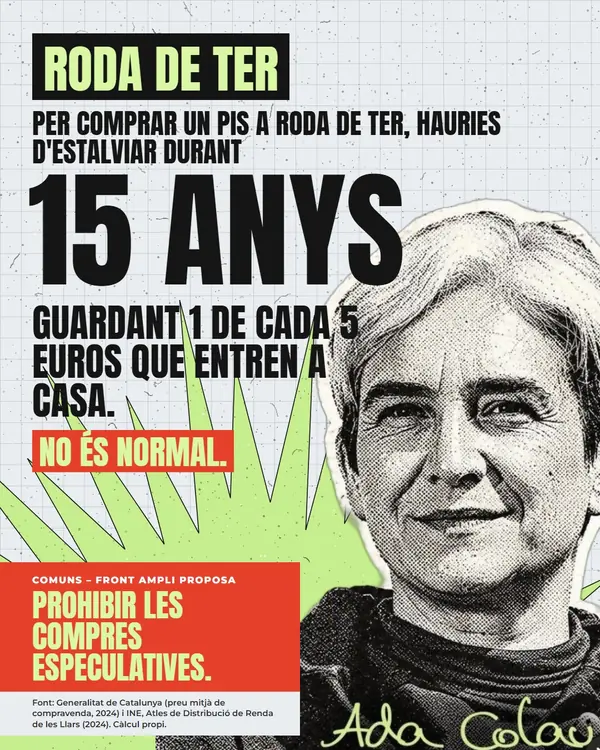 RODA DE TER
PER COMPRAR UN PIS A RODA DE TER, HAURIES
D'ESTALVIAR DURANT
15 ANYS
GUARDANT 1 DE CADA 5
EUROS QUE ENTREN A
CASA.
NO ÉS NORMAL.
COMUNS – FRONT AMPLI PROPOSA
PROHIBIR LES
COMPRES
ESPECULATIVES.
Font: Generalitat de Catalunya (preu mitjà de
compravenda, 2024) i INE, Atles de Distribució de Renda
de les Llars (2024). Càlcul propi.
Ada Colau